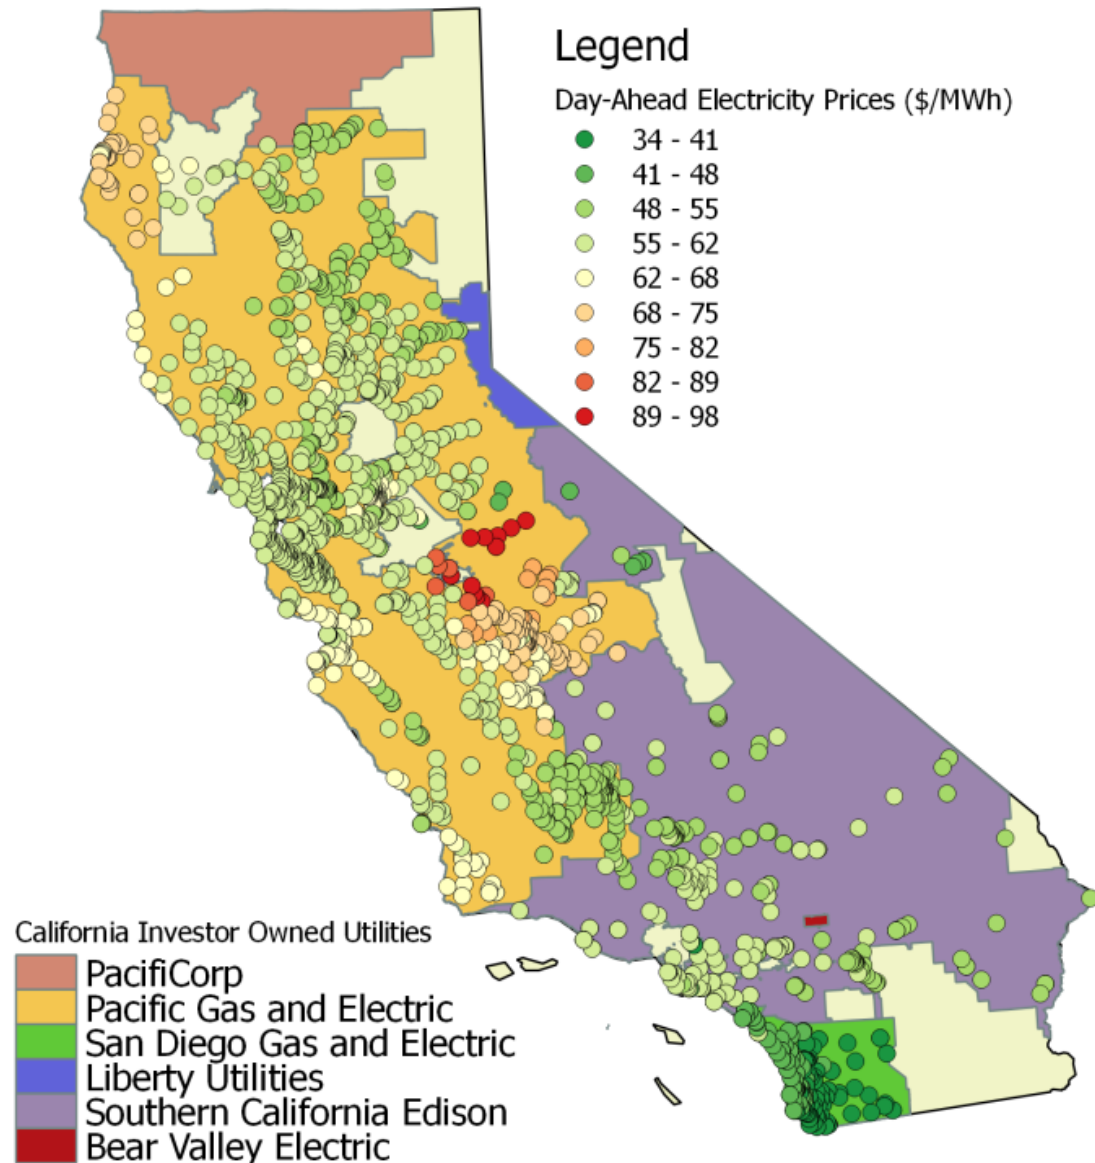 Legend
Day-Ahead Electricity Prices ($/MWh)
34 - 41
41 - 48
48 - 55
55 - 62
62 - 68
68 - 75
75 - 82
82 - 89
89 - 98
California Investor Owned Utilities
PacifiCorp
Pacific Gas and Electric
San Diego Gas and Electric
Liberty Utilities
Southern California Edison
Bear Valley Electric